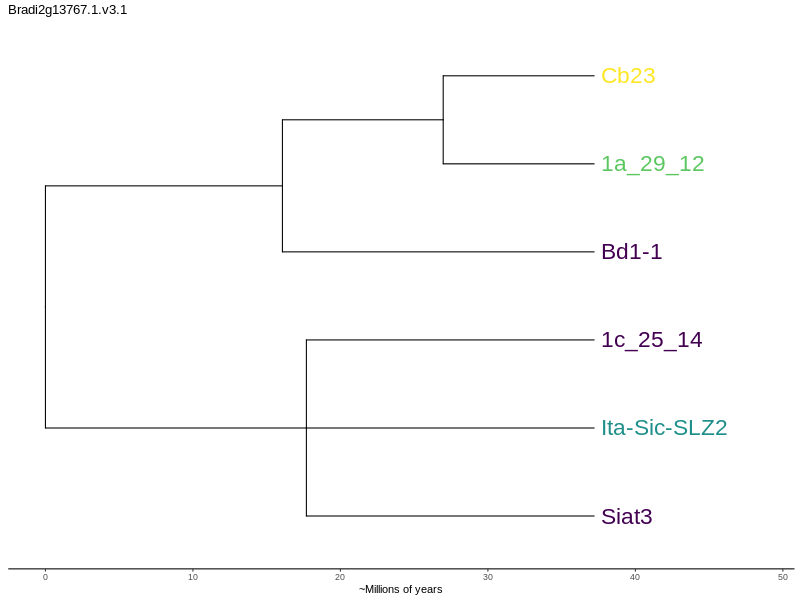 Bradi2g13767.1.v3.1
Cb23
1a_29_12
Bd1-1
1c_25_14
Ita-Sic-SLZ2
Siat3
0 10 20 30 40 50
~Millions of years